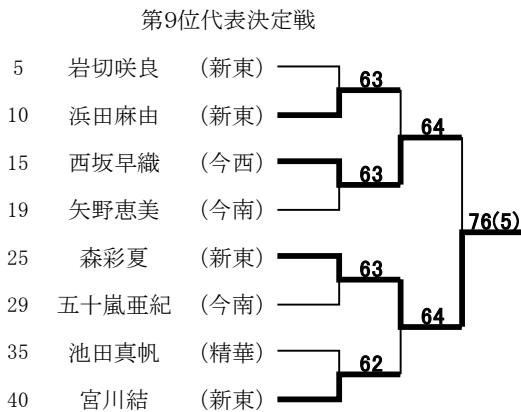 第9位代表決定戦
5 岩切咲良 (新東)
63
10 浜田麻由 (新東)
64
15 西坂早織 (今西)
63
19 矢野恵美 (今南)
76(5)
25 森彩夏 (新東)
63
29 五十嵐亜紀 (今南)
64
35 池田真帆 (精華)
62
40 宮川結 (新東)